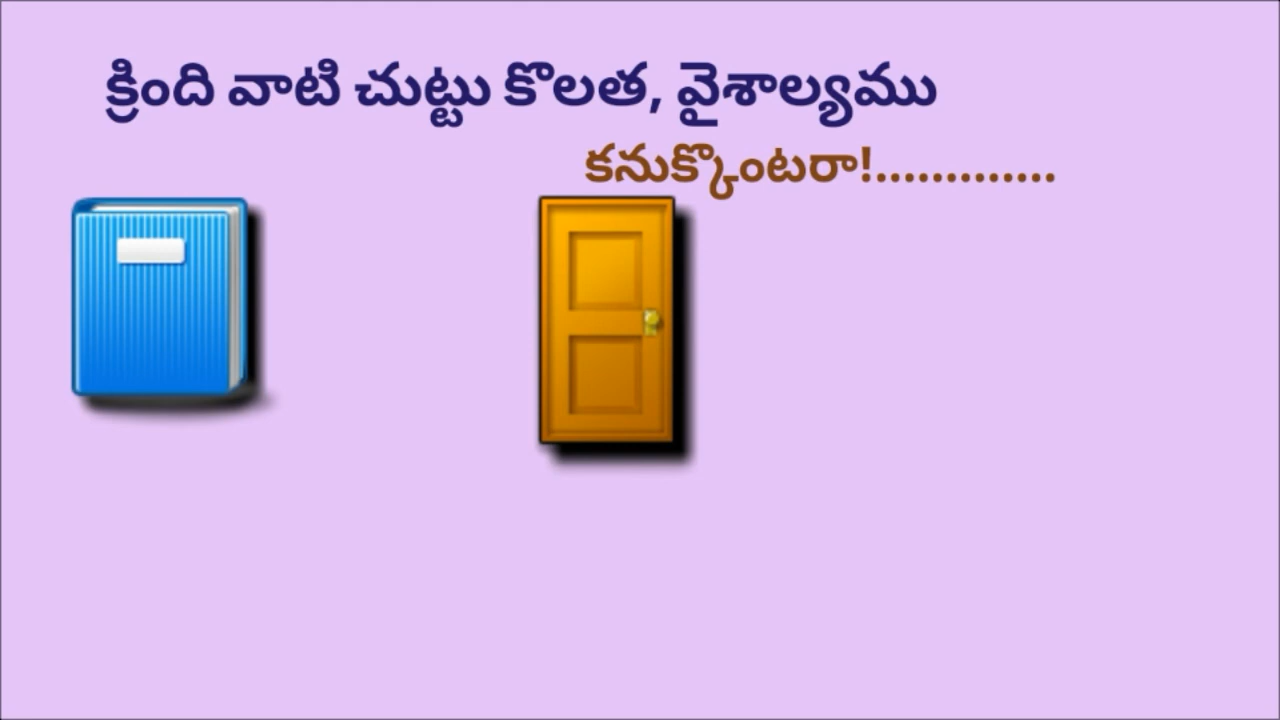 క్రింది వాటి చుట్టు కొలత, వైశాల్యము
కనుక్కొంటరా!.............